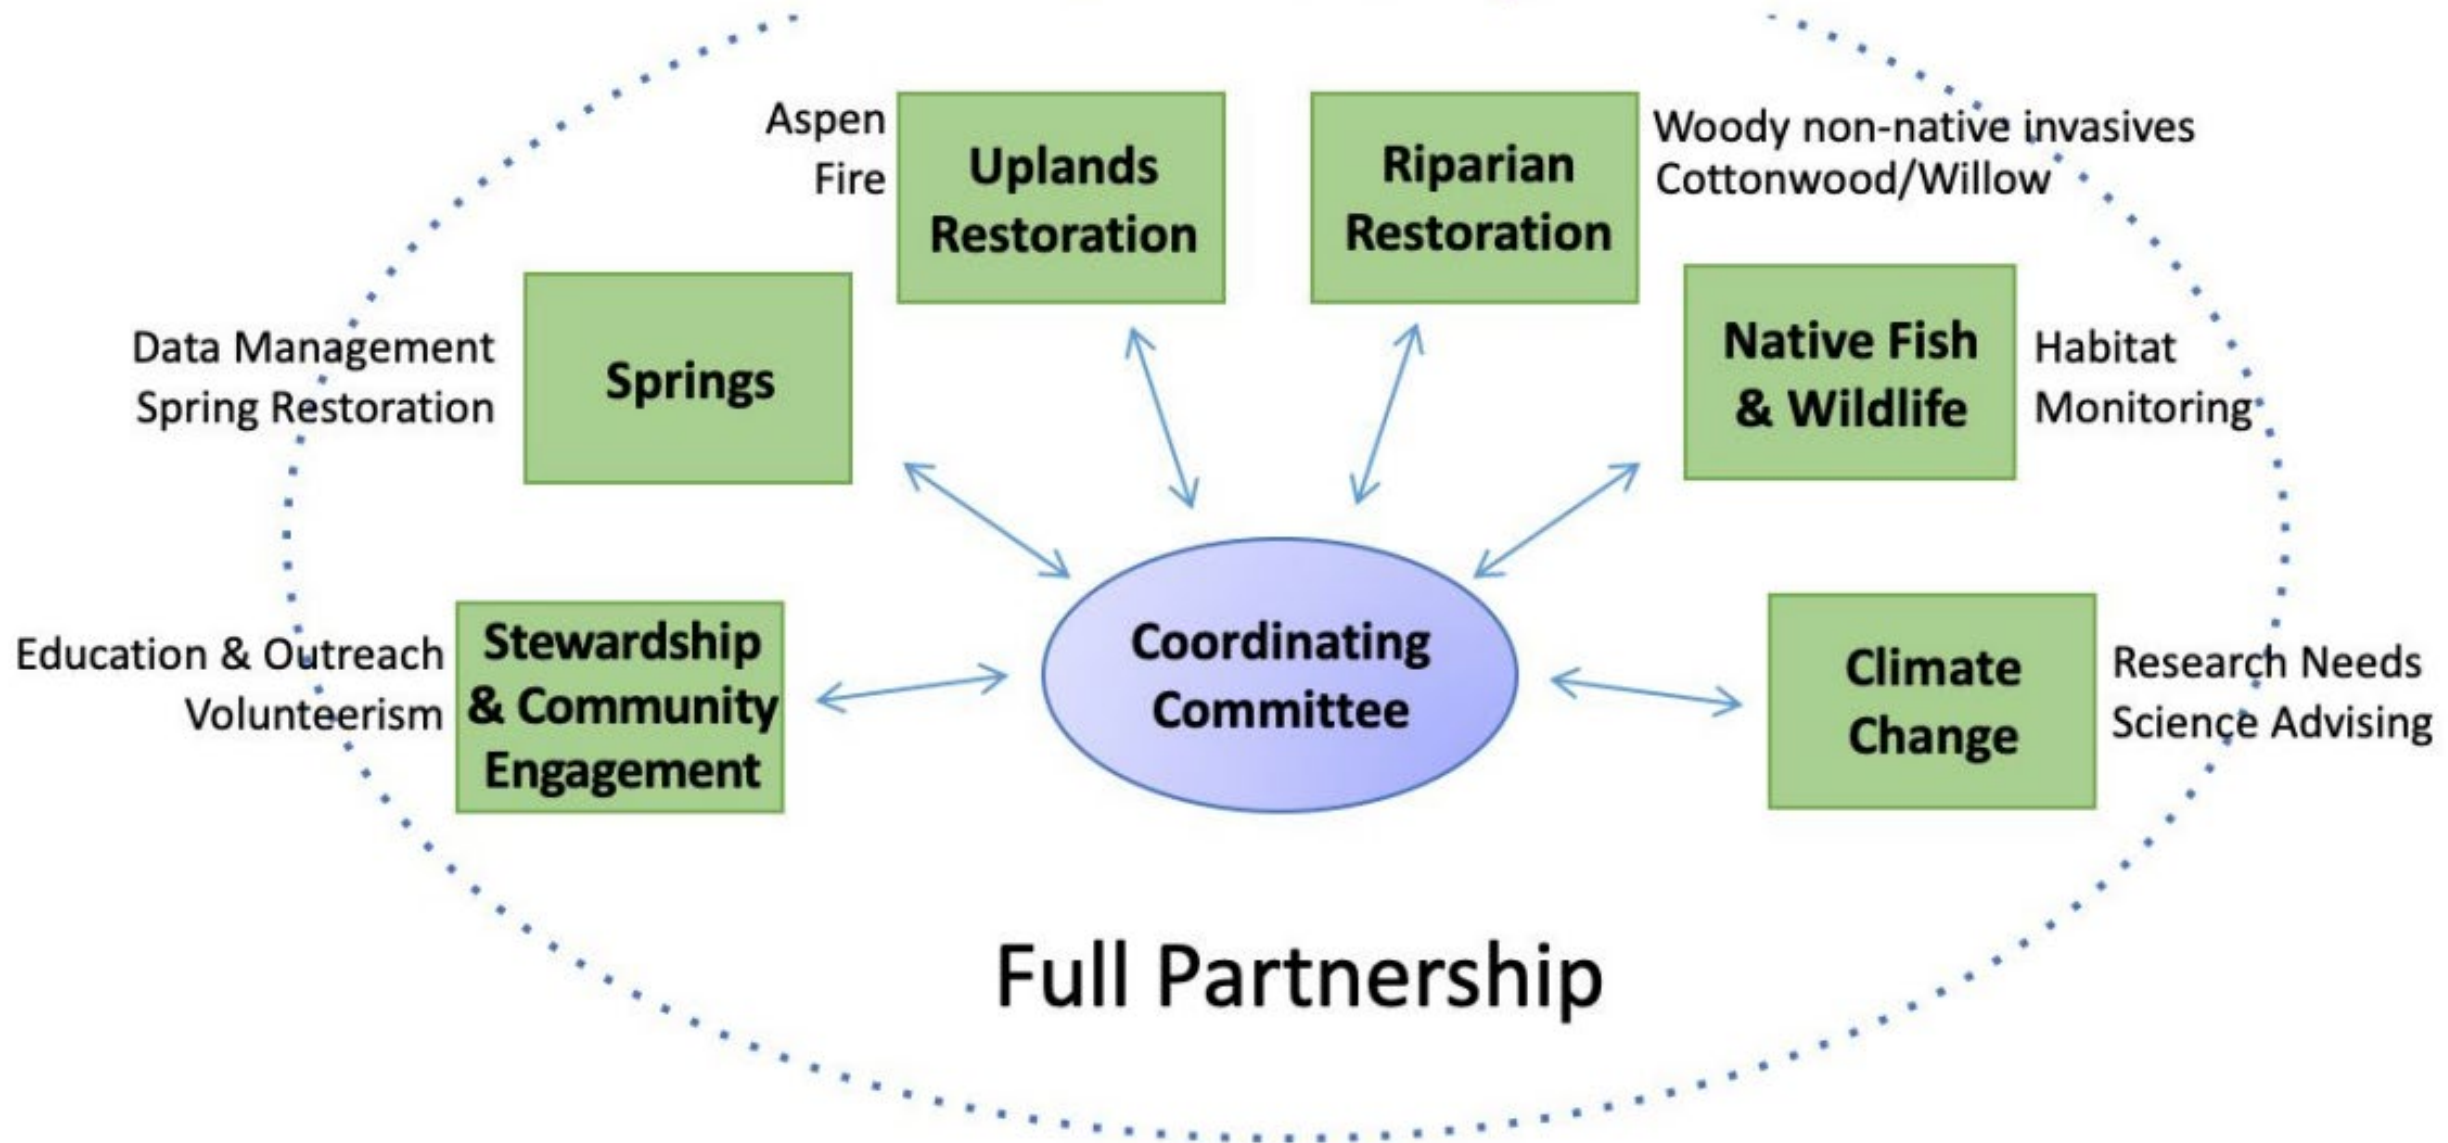 Aspen
Fire
Uplands
Restoration
Riparian
Restoration
Woody non-native invasives
Cottonwood/Willow
Data Management
Spring Restoration
Springs
Native Fish
& Wildlife
Habitat
Monitoring
Education & Outreach
Volunteerism
Stewardship
& Community
Engagement
Coordinating
Committee
Climate
Change
Research Needs
Science Advising
Full Partnership